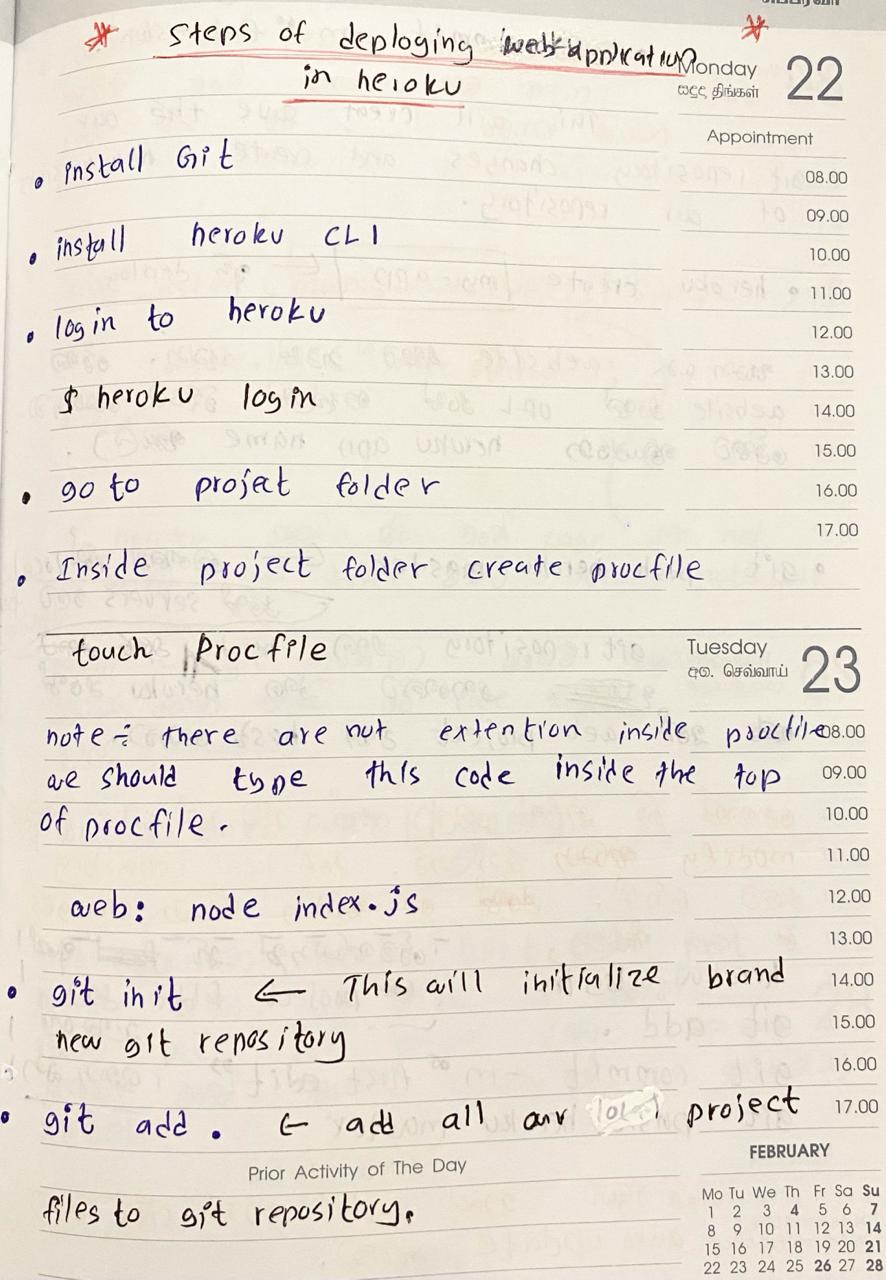 Steps of deploging web application
in heroku
Monday 22
සඳුදා திங்கள்
Appointment
• install Git
08.00
09.00
• install heroku CLI
10.00
11.00
• login to heroku
12.00
13.00
$ heroku login
14.00
15.00
• go to project folder
16.00
17.00
• Inside project folder create procfile
touch Procfile
Tuesday 23
අඟ. செவ்வாய்
note :- there are not extention inside procfile
08.00
we should type this code inside the top
09.00
of procfile.
10.00
11.00
web: node index.js
12.00
13.00
• git init ← This will initialize brand
14.00
new git repository
15.00
16.00
• git add . ← add all our local project
17.00
Prior Activity of The Day
files to git repository.
FEBRUARY
Mo Tu We Th Fr Sa Su
1 2 3 4 5 6 7
8 9 10 11 12 13 14
15 16 17 18 19 20 21
22 23 24 25 26 27 28